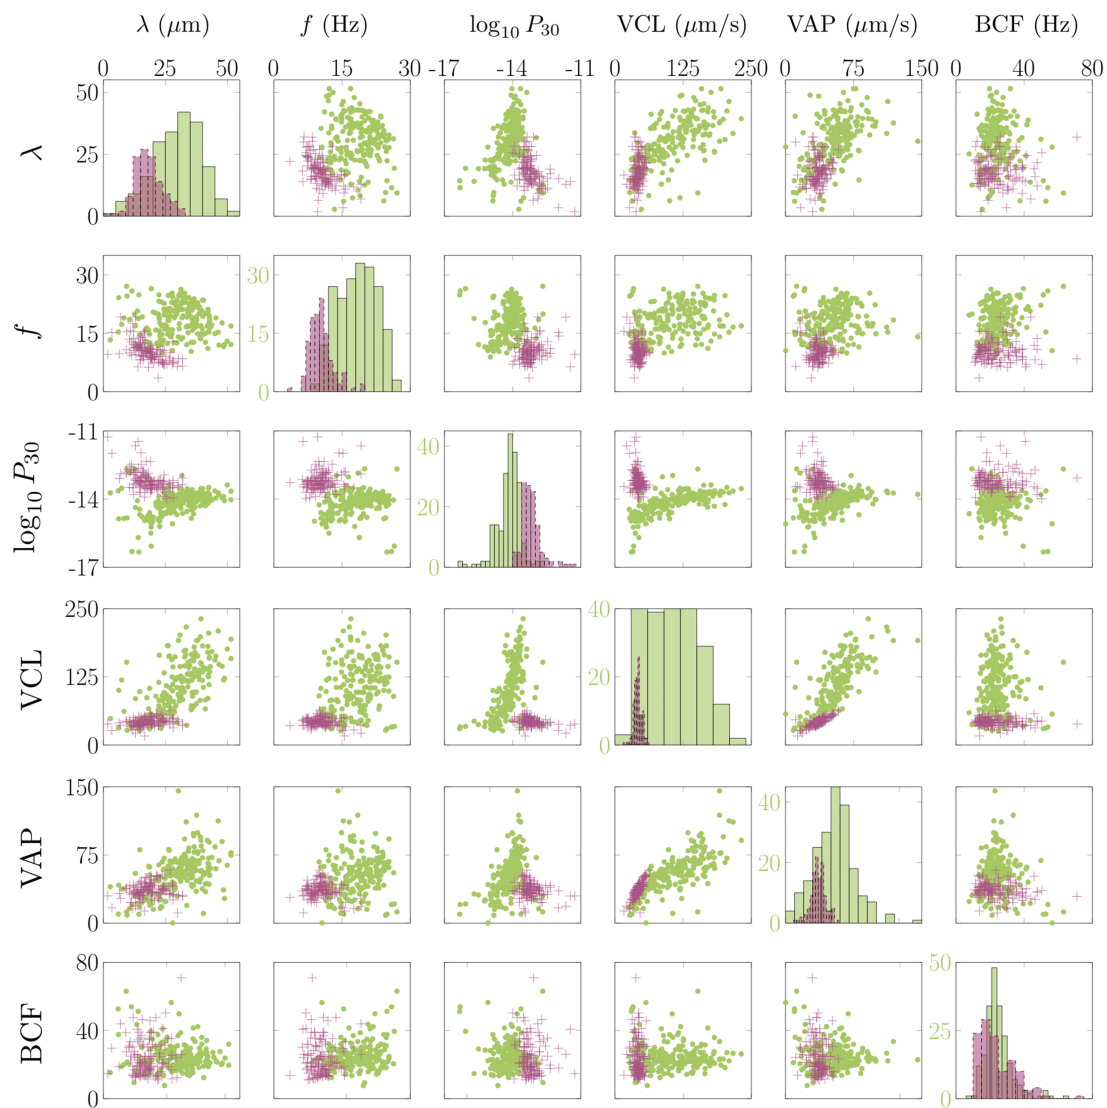 λ (μm) f (Hz) log₁₀ P₃₀ VCL (μm/s) VAP (μm/s) BCF (Hz)
0 25 50 0 15 30 -17 -14 -11 0 125 250 0 75 150 0 40 80
50
λ 25
0
30 30
f 15 15
0 0
-11 40
log₁₀ P₃₀ -14 20
-17 0
250 40
VCL 125 20
0 0
150 40
VAP 75 20
0 0
80 50
BCF 40 25
0 0